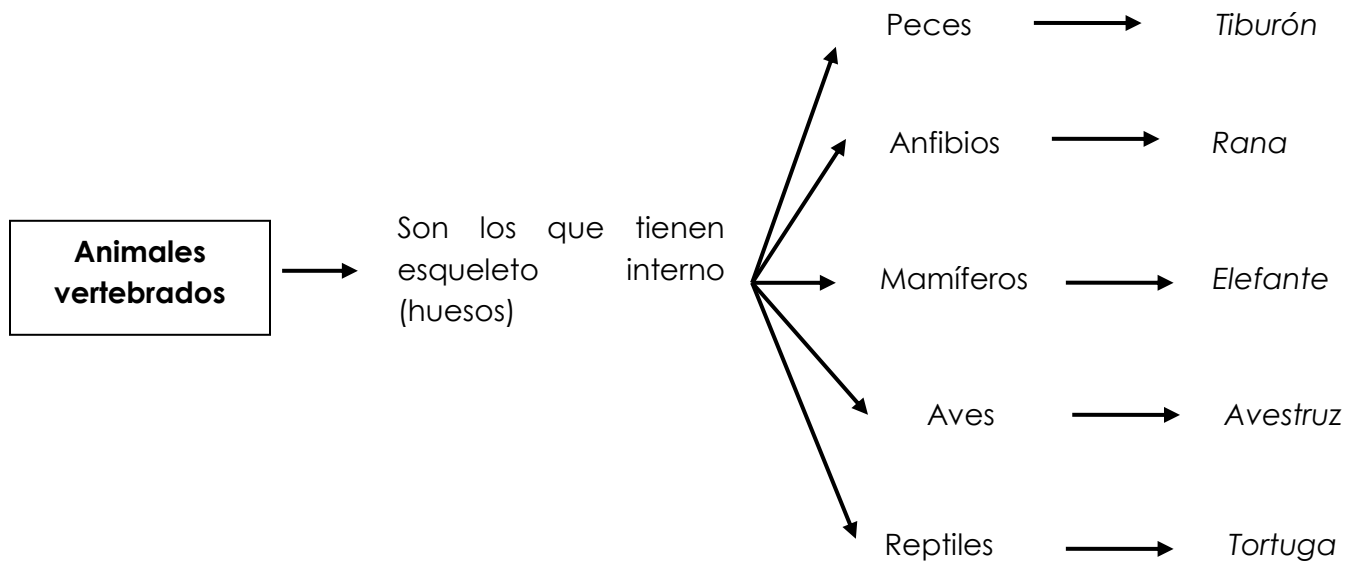 Peces
Tiburón
Anfibios
Rana
Animales
vertebrados
Son los que tienen
esqueleto interno
(huesos)
Mamíferos
Elefante
Aves
Avestruz
Reptiles
Tortuga